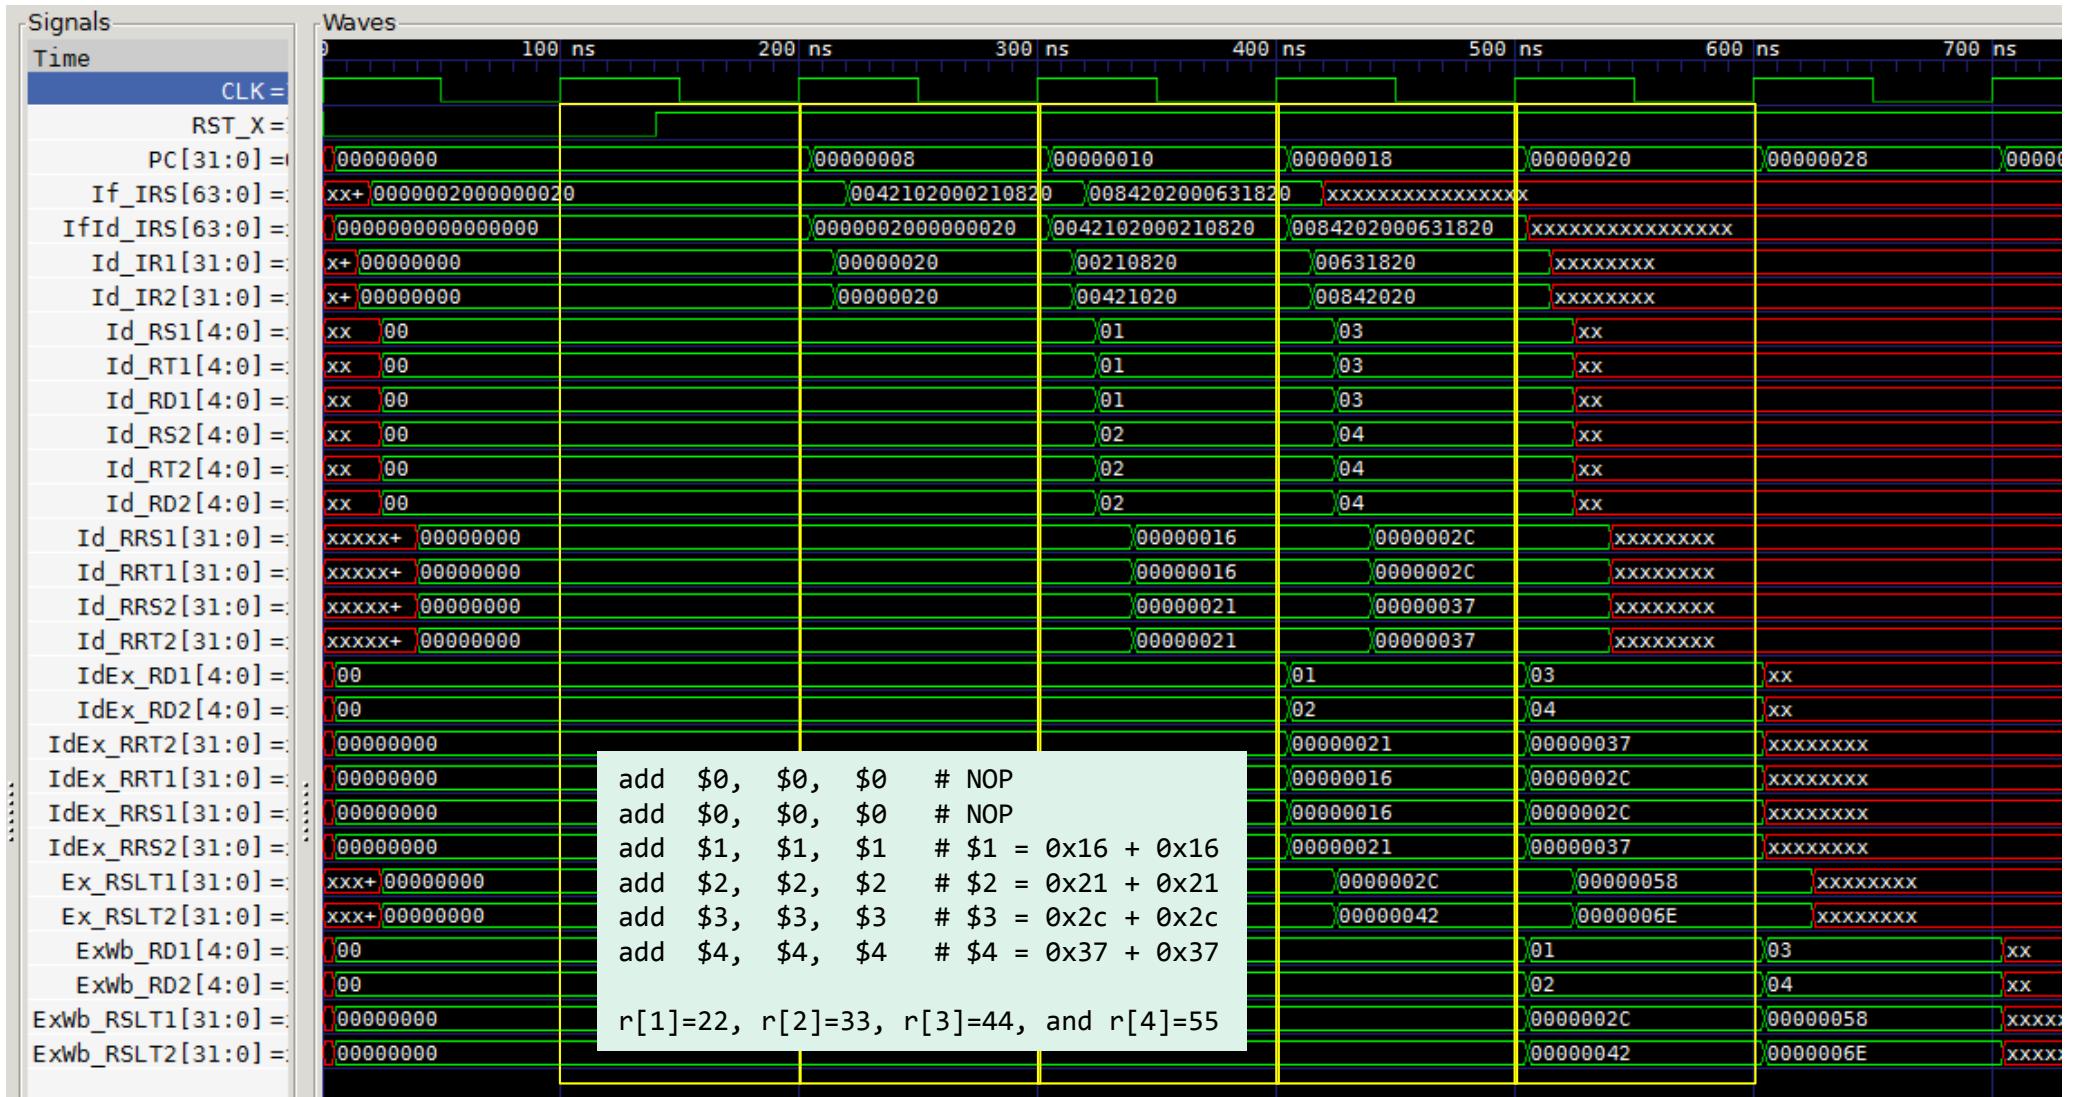 Signals
Waves
Time
0 100 ns 200 ns 300 ns 400 ns 500 ns 600 ns 700 ns
CLK =
RST_X =
PC[31:0] = 00000000 00000008 00000010 00000018 00000020 00000028 0000
If_IRS[63:0] = xx+ 0000002000000020 0042102000210820 0084202000631820 xxxxxxxxxxxxxxxx
IfId_IRS[63:0] = 0000000000000000 0000002000000020 0042102000210820 0084202000631820 xxxxxxxxxxxxxxxx
Id_IR1[31:0] = x+ 00000000 00000020 00210820 00631820 xxxxxxxx
Id_IR2[31:0] = x+ 00000000 00000020 00421020 00842020 xxxxxxxx
Id_RS1[4:0] = xx 00 01 03 xx
Id_RT1[4:0] = xx 00 01 03 xx
Id_RD1[4:0] = xx 00 01 03 xx
Id_RS2[4:0] = xx 00 02 04 xx
Id_RT2[4:0] = xx 00 02 04 xx
Id_RD2[4:0] = xx 00 02 04 xx
Id_RRS1[31:0] = xxxxx+ 00000000 00000016 0000002C xxxxxxxx
Id_RRT1[31:0] = xxxxx+ 00000000 00000016 0000002C xxxxxxxx
Id_RRS2[31:0] = xxxxx+ 00000000 00000021 00000037 xxxxxxxx
Id_RRT2[31:0] = xxxxx+ 00000000 00000021 00000037 xxxxxxxx
IdEx_RD1[4:0] = 00 01 03 xx
IdEx_RD2[4:0] = 00 02 04 xx
IdEx_RRT2[31:0] = 00000000 00000021 00000037 xxxxxxxx
IdEx_RRT1[31:0] = 00000000 00000016 0000002C xxxxxxxx
IdEx_RRS1[31:0] = 00000000 00000016 0000002C xxxxxxxx
IdEx_RRS2[31:0] = 00000000 00000021 00000037 xxxxxxxx
Ex_RSLT1[31:0] = xxx+ 00000000 0000002C 00000058 xxxxxxxx
Ex_RSLT2[31:0] = xxx+ 00000000 00000042 0000006E xxxxxxxx
ExWb_RD1[4:0] = 00 01 03 xx
ExWb_RD2[4:0] = 00 02 04 xx
ExWb_RSLT1[31:0] = 00000000 0000002C 00000058 xxxxx
ExWb_RSLT2[31:0] = 00000000 00000042 0000006E xxxxx
add $0, $0, $0 # NOP
add $0, $0, $0 # NOP
add $1, $1, $1 # $1 = 0x16 + 0x16
add $2, $2, $2 # $2 = 0x21 + 0x21
add $3, $3, $3 # $3 = 0x2c + 0x2c
add $4, $4, $4 # $4 = 0x37 + 0x37
r[1]=22, r[2]=33, r[3]=44, and r[4]=55